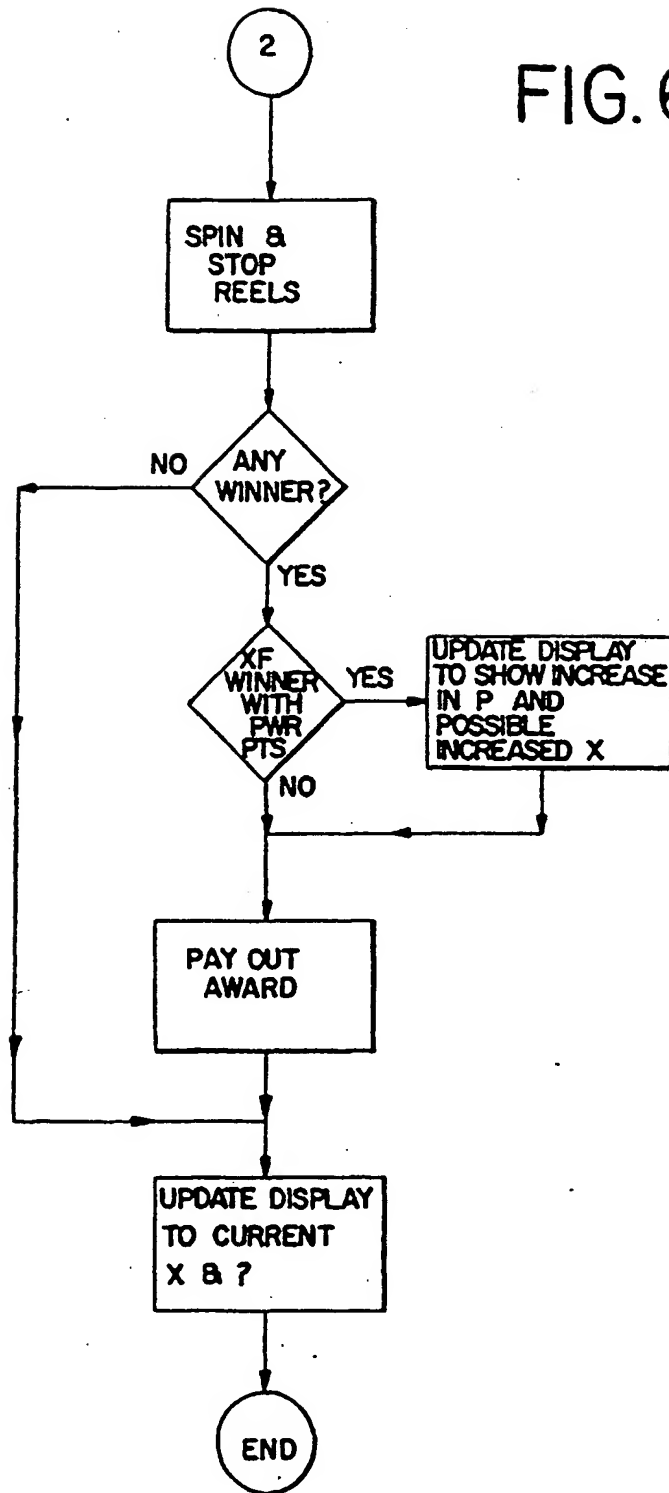 2
FIG. 6
SPIN &
STOP
REELS
ANY
WINNER?
NO
YES
XF
WINNER
WITH
PWR
PTS
YES
NO
UPDATE DISPLAY
TO SHOW INCREASE
IN P AND
POSSIBLE
INCREASED X
PAY OUT
AWARD
UPDATE DISPLAY
TO CURRENT
X & ?
END